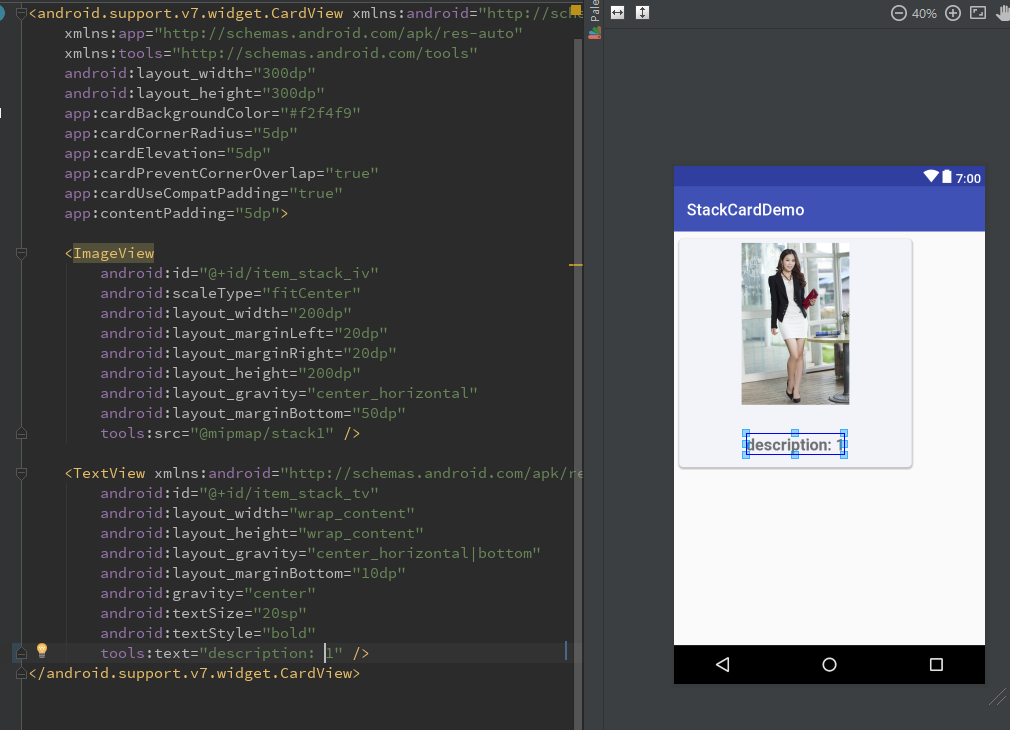 <android.support.v7.widget.CardView xmlns:android="http://sch
xmlns:app="http://schemas.android.com/apk/res-auto"
xmlns:tools="http://schemas.android.com/tools"
android:layout_width="300dp"
android:layout_height="300dp"
app:cardBackgroundColor="#f2f4f9"
app:cardCornerRadius="5dp"
app:cardElevation="5dp"
app:cardPreventCornerOverlap="true"
app:cardUseCompatPadding="true"
app:contentPadding="5dp">
<ImageView
android:id="@+id/item_stack_iv"
android:scaleType="fitCenter"
android:layout_width="200dp"
android:layout_marginLeft="20dp"
android:layout_marginRight="20dp"
android:layout_height="200dp"
android:layout_gravity="center_horizontal"
android:layout_marginBottom="50dp"
tools:src="@mipmap/stack1" />
<TextView xmlns:android="http://schemas.android.com/apk/re
android:id="@+id/item_stack_tv"
android:layout_width="wrap_content"
android:layout_height="wrap_content"
android:layout_gravity="center_horizontal|bottom"
android:layout_marginBottom="10dp"
android:gravity="center"
android:textSize="20sp"
android:textStyle="bold"
tools:text="description: 1" />
</android.support.v7.widget.CardView>
Pale
40%
7:00
StackCardDemo
description: 1